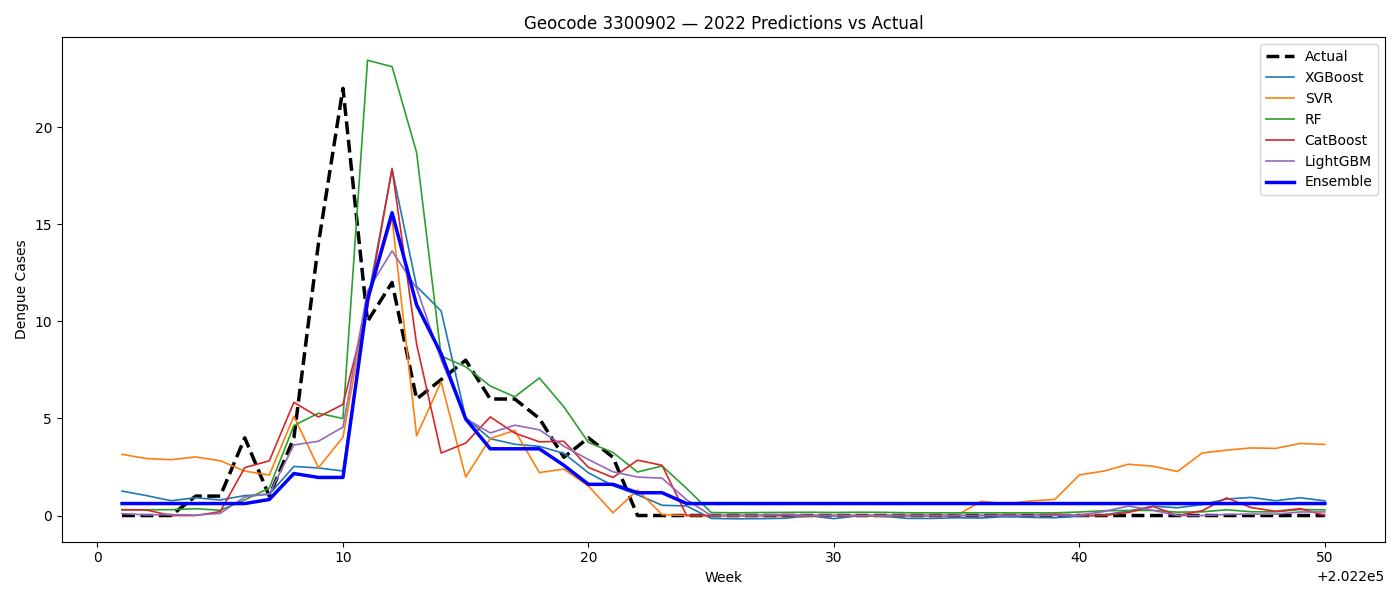 Geocode 3300902 — 2022 Predictions vs Actual
Dengue Cases
20
15
10
5
0
Actual
XGBoost
SVR
RF
CatBoost
LightGBM
Ensemble
0 10 20 30 40 50
Week
+2.022e5